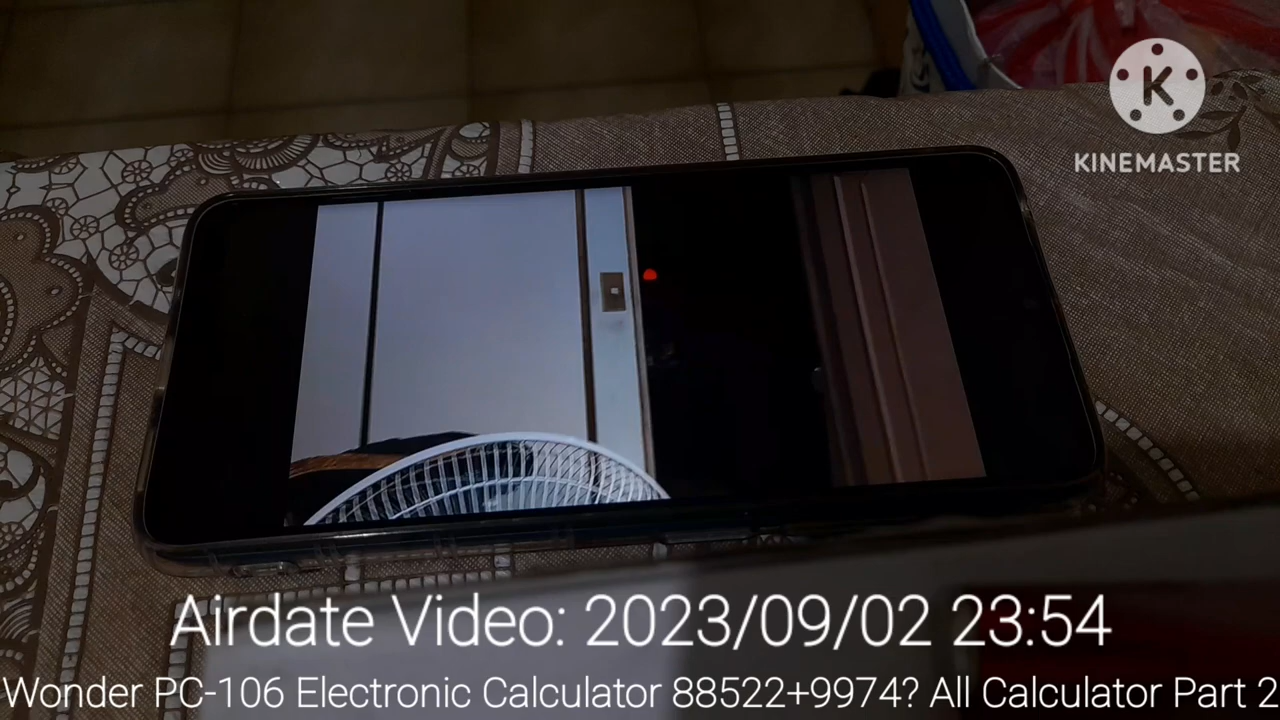 K
KINEMASTER
Airdate Video: 2023/09/02 23:54
Wonder PC-106 Electronic Calculator 88522+9974? All Calculator Part 2